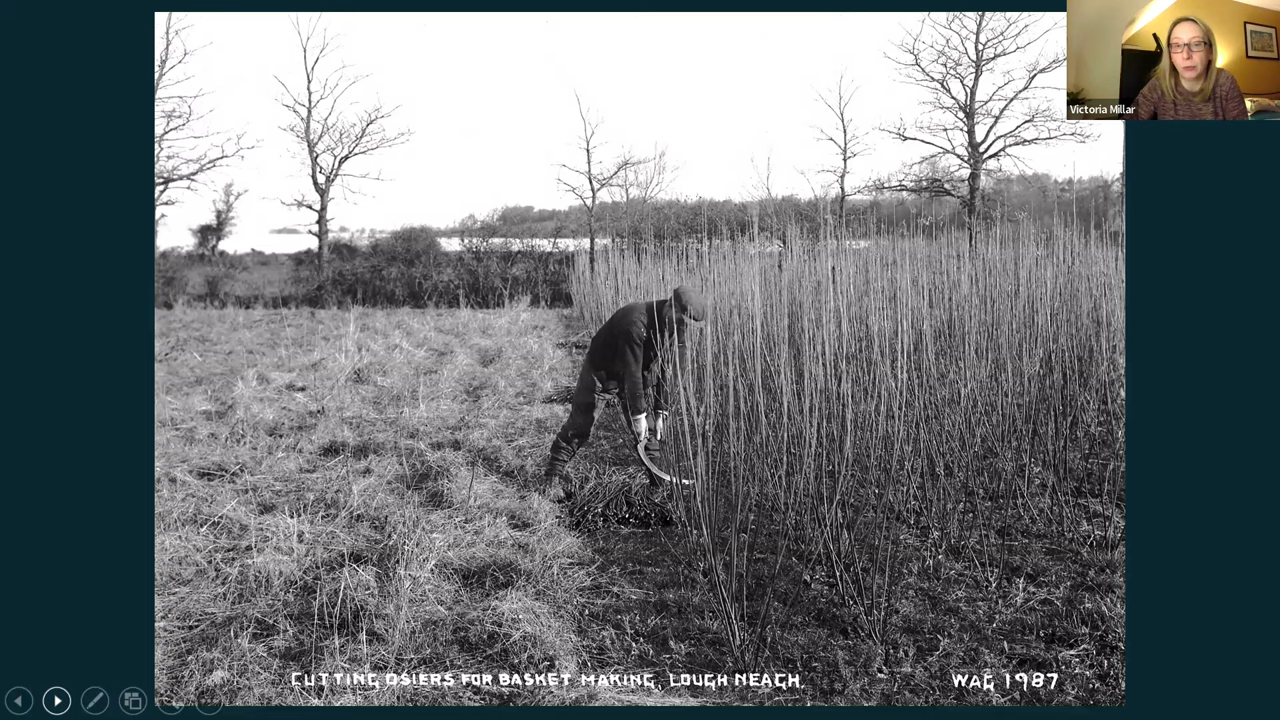 Victoria Millar
CUTTING OSIERS FOR BASKET MAKING, LOUGH NEAGH.
WAG 1987